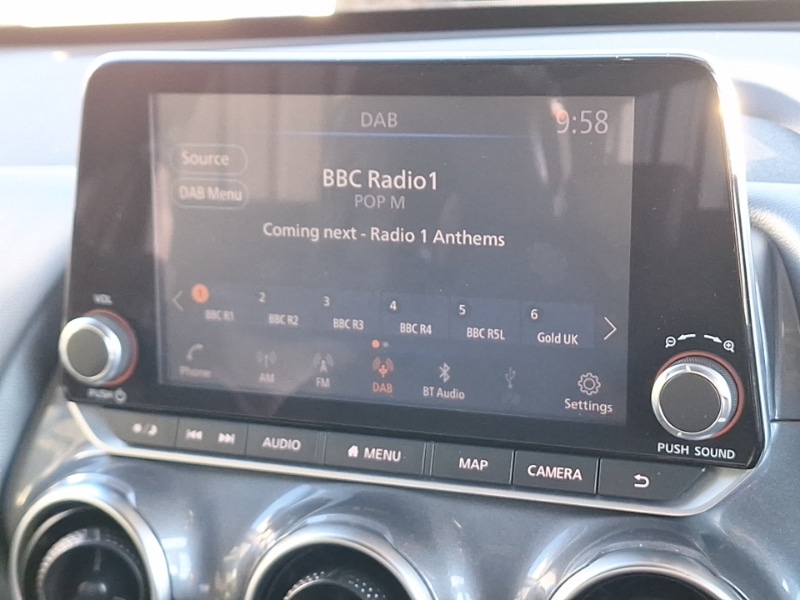 DAB
9:58
Source
BBC Radio1
DAB Menu
POP M
Coming next - Radio 1 Anthems
1 2 3 4 5 6
BBC R1 BBC R2 BBC R3 BBC R4 BBC R5L Gold UK
Phone AM FM DAB BT Audio USB Settings
VOL
PUSH
PUSH SOUND
AUDIO MENU MAP CAMERA